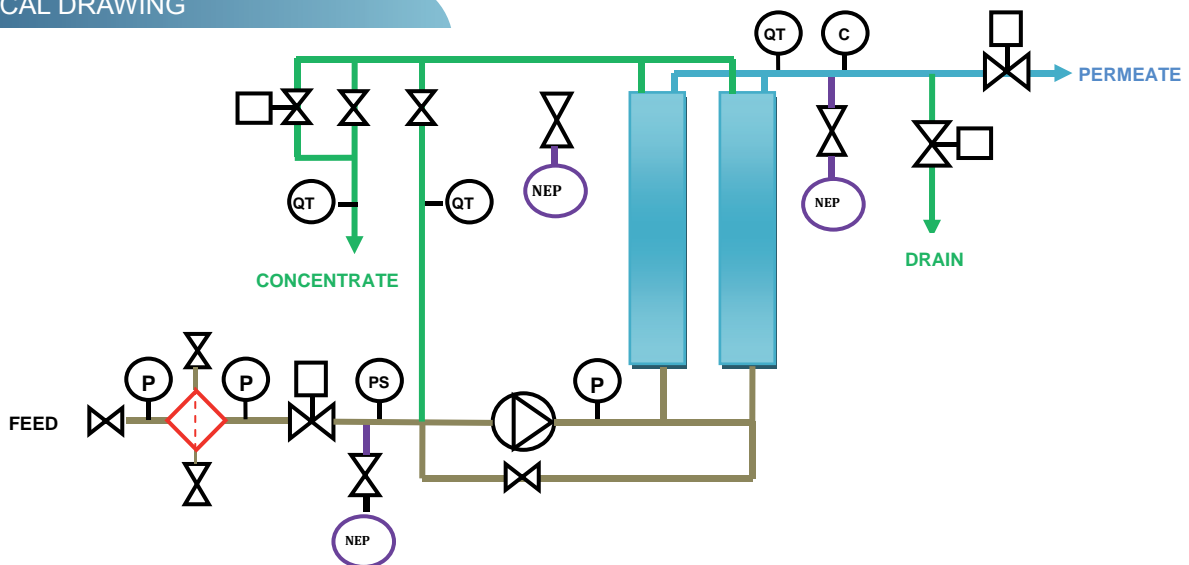 CAL DRAWING
QT
C
PERMEATE
NEP
QT
QT
NEP
DRAIN
CONCENTRATE
P
P
PS
P
FEED
NEP